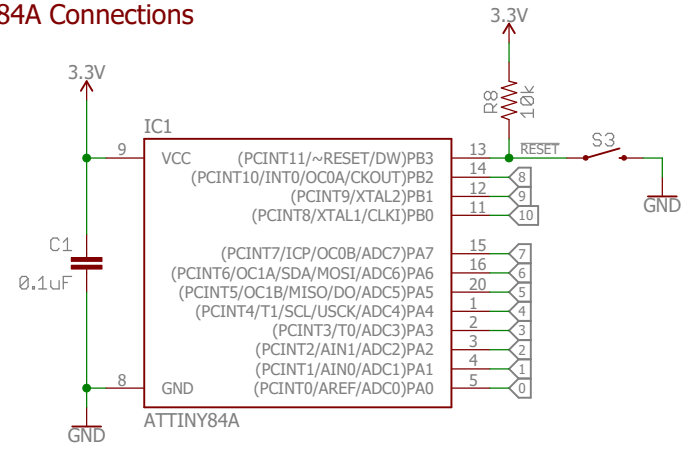 84A Connections
3.3V
3.3V
R8
10k
IC1
9
VCC
(PCINT11/~RESET/DW)PB3
13
RESET
S3
(PCINT10/INT0/OC0A/CKOUT)PB2
14
8
(PCINT9/XTAL2)PB1
12
9
(PCINT8/XTAL1/CLKI)PB0
11
10
GND
C1
0.1uF
(PCINT7/ICP/OC0B/ADC7)PA7
15
7
(PCINT6/OC1A/SDA/MOSI/ADC6)PA6
16
6
(PCINT5/OC1B/MISO/DO/ADC5)PA5
20
5
(PCINT4/T1/SCL/USCK/ADC4)PA4
1
4
(PCINT3/T0/ADC3)PA3
2
3
(PCINT2/AIN1/ADC2)PA2
3
2
(PCINT1/AIN0/ADC1)PA1
4
1
8
GND
(PCINT0/AREF/ADC0)PA0
5
0
ATTINY84A
GND